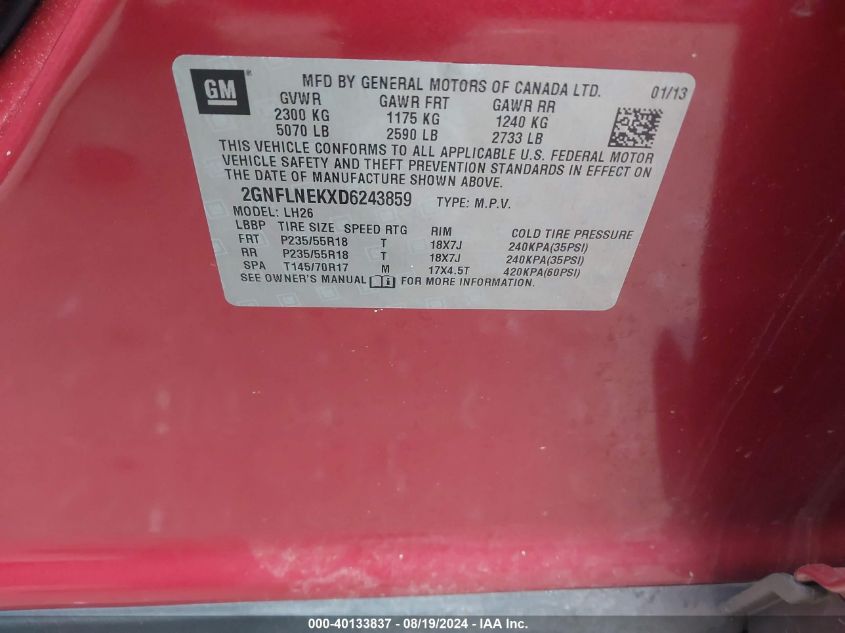 GM ®
MFD BY GENERAL MOTORS OF CANADA LTD. 01/13
GVWR GAWR FRT GAWR RR
2300 KG 1175 KG 1240 KG
5070 LB 2590 LB 2733 LB
THIS VEHICLE CONFORMS TO ALL APPLICABLE U.S. FEDERAL MOTOR
VEHICLE SAFETY AND THEFT PREVENTION STANDARDS IN EFFECT ON
THE DATE OF MANUFACTURE SHOWN ABOVE.
2GNFLNEKXD6243859 TYPE: M.P.V.
MODEL: LH26
LBBP TIRE SIZE SPEED RTG RIM COLD TIRE PRESSURE
FRT P235/55R18 T 18X7J 240KPA(35PSI)
RR P235/55R18 T 18X7J 240KPA(35PSI)
SPA T145/70R17 M 17X4.5T 420KPA(60PSI)
SEE OWNER'S MANUAL FOR MORE INFORMATION.
000-40133837 - 08/19/2024 - IAA Inc.